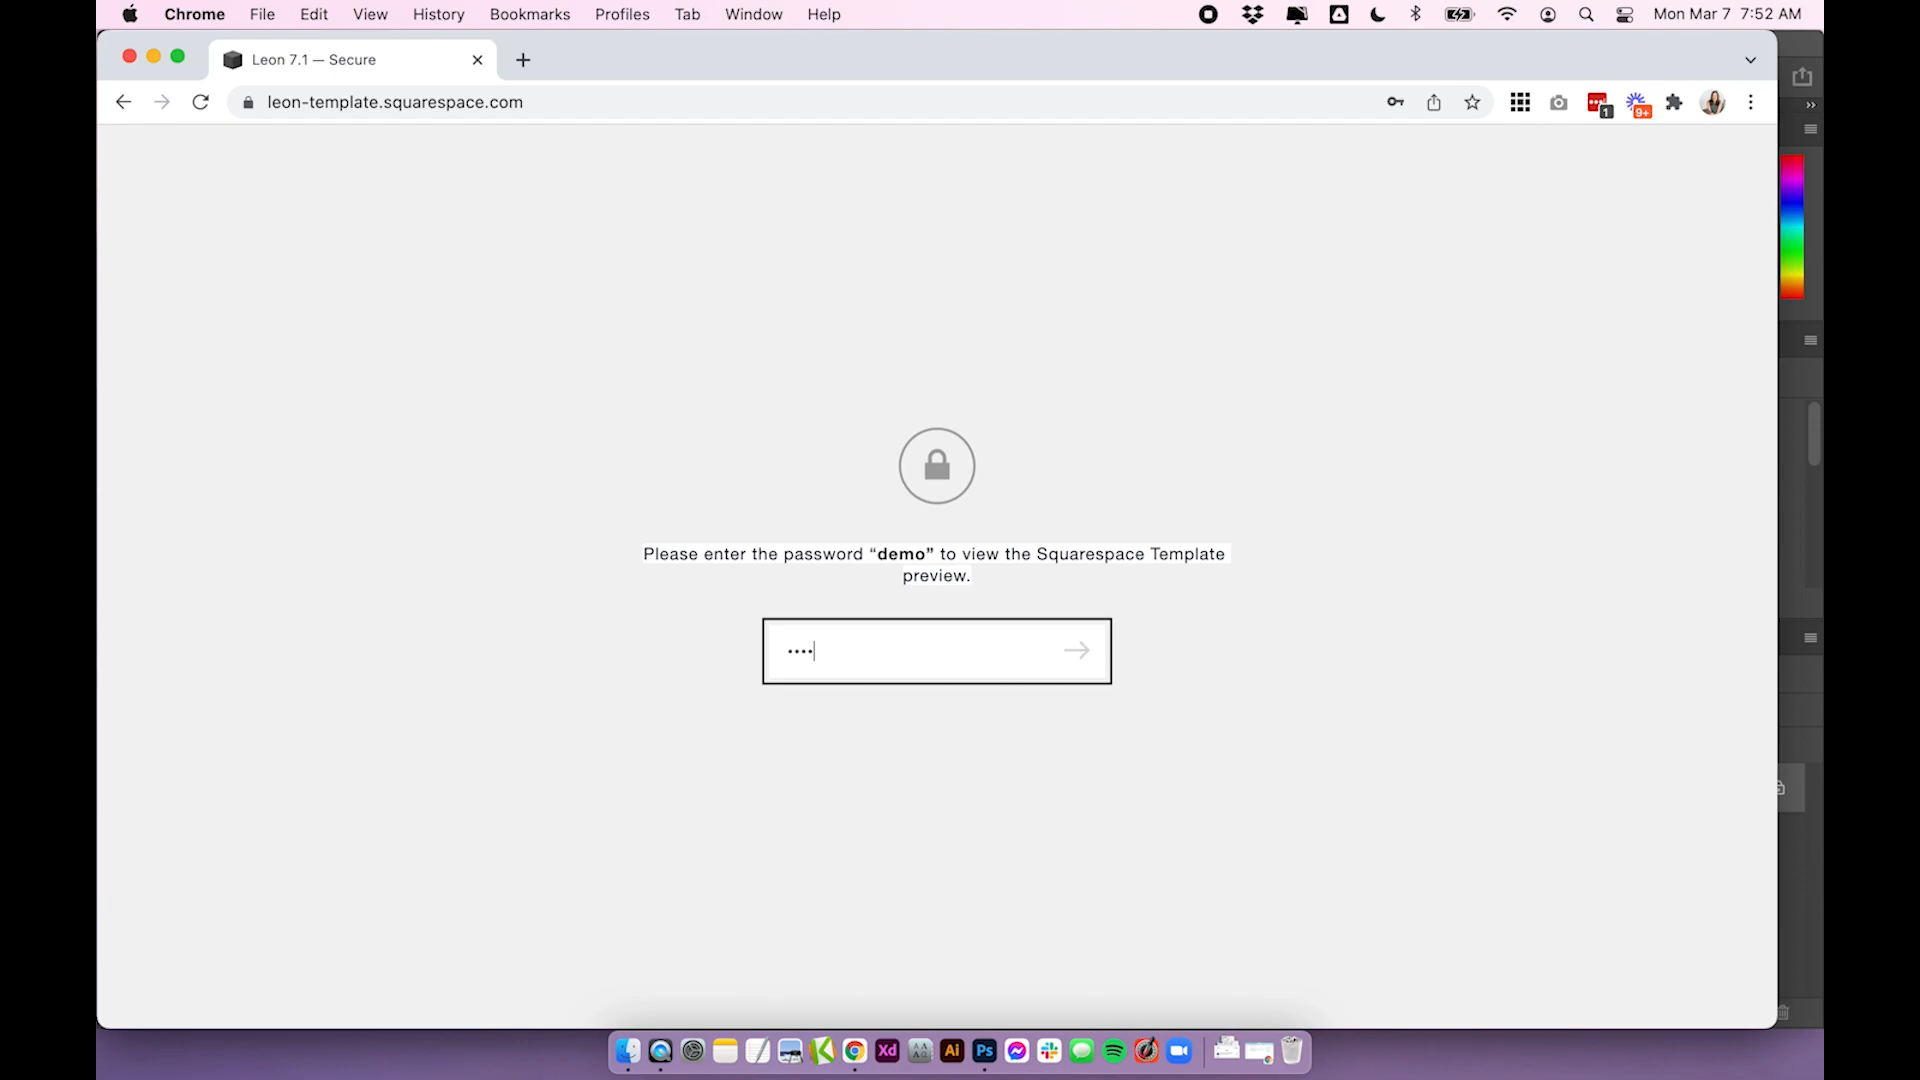 Chrome File Edit View History Bookmarks Profiles Tab Window Help Mon Mar 7 7:52 AM
Leon 7.1 — Secure
leon-template.squarespace.com
1
9+
Please enter the password “demo” to view the Squarespace Template
preview.
••••
Xd
Ai
Ps